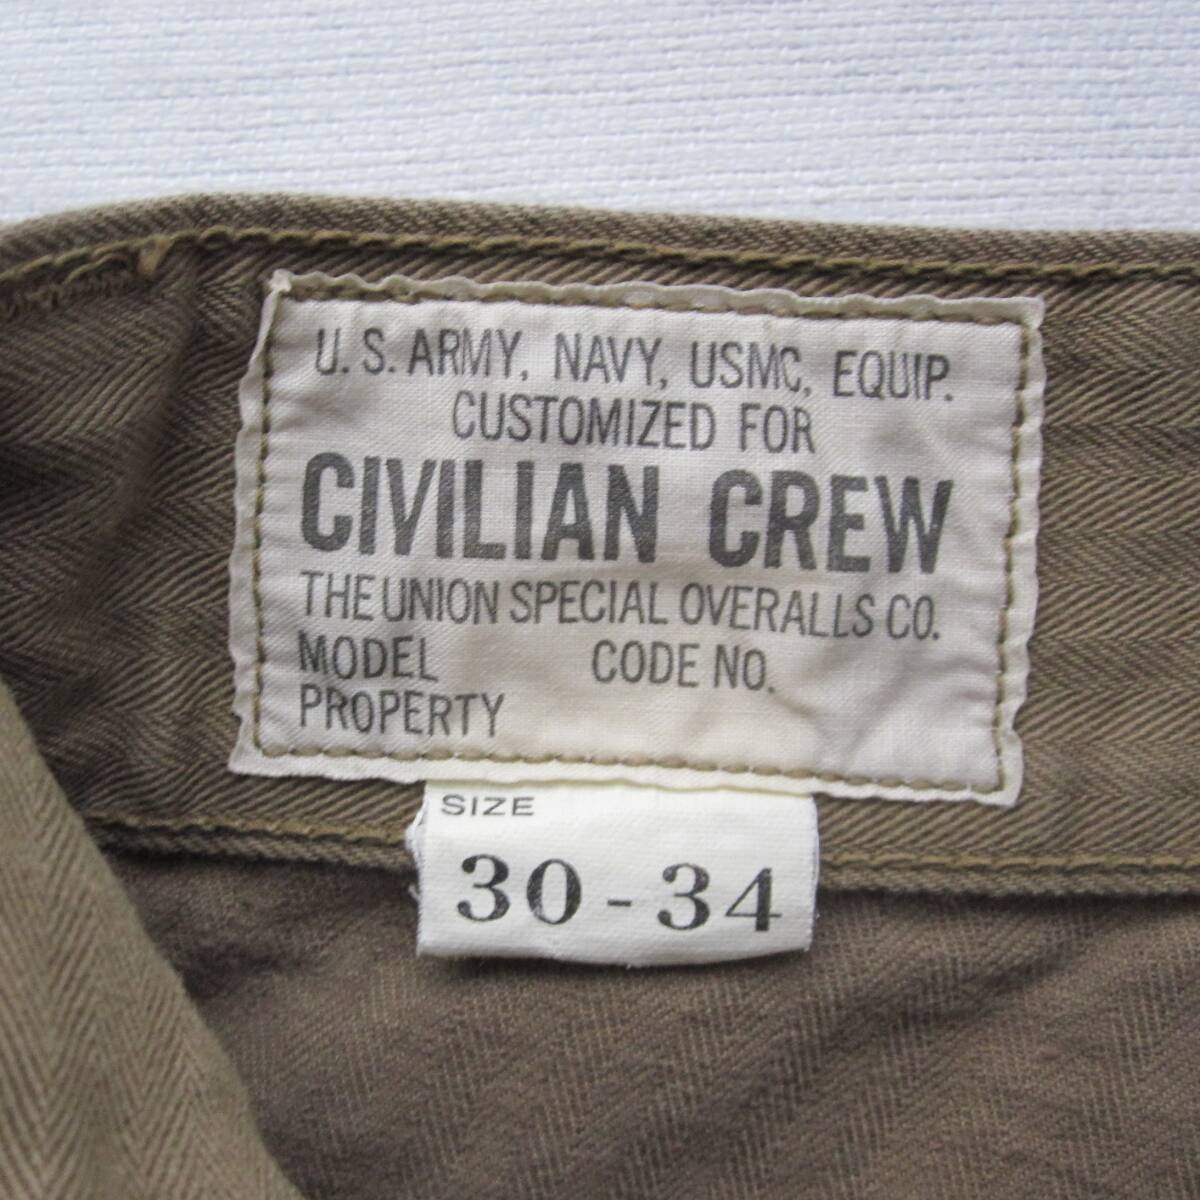 U.S. ARMY, NAVY, USMC, EQUIP.
CUSTOMIZED FOR
CIVILIAN CREW
THE UNION SPECIAL OVERALLS CO.
MODEL CODE NO.
PROPERTY
SIZE
30-34